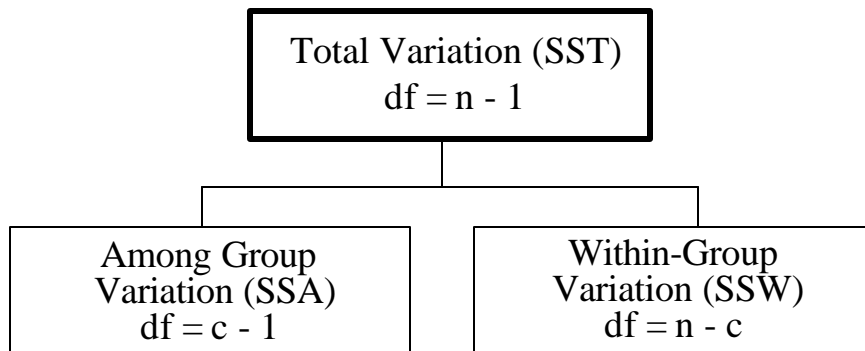 Total Variation (SST)
df = n - 1
Among Group
Variation (SSA)
df = c - 1
Within-Group
Variation (SSW)
df = n - c